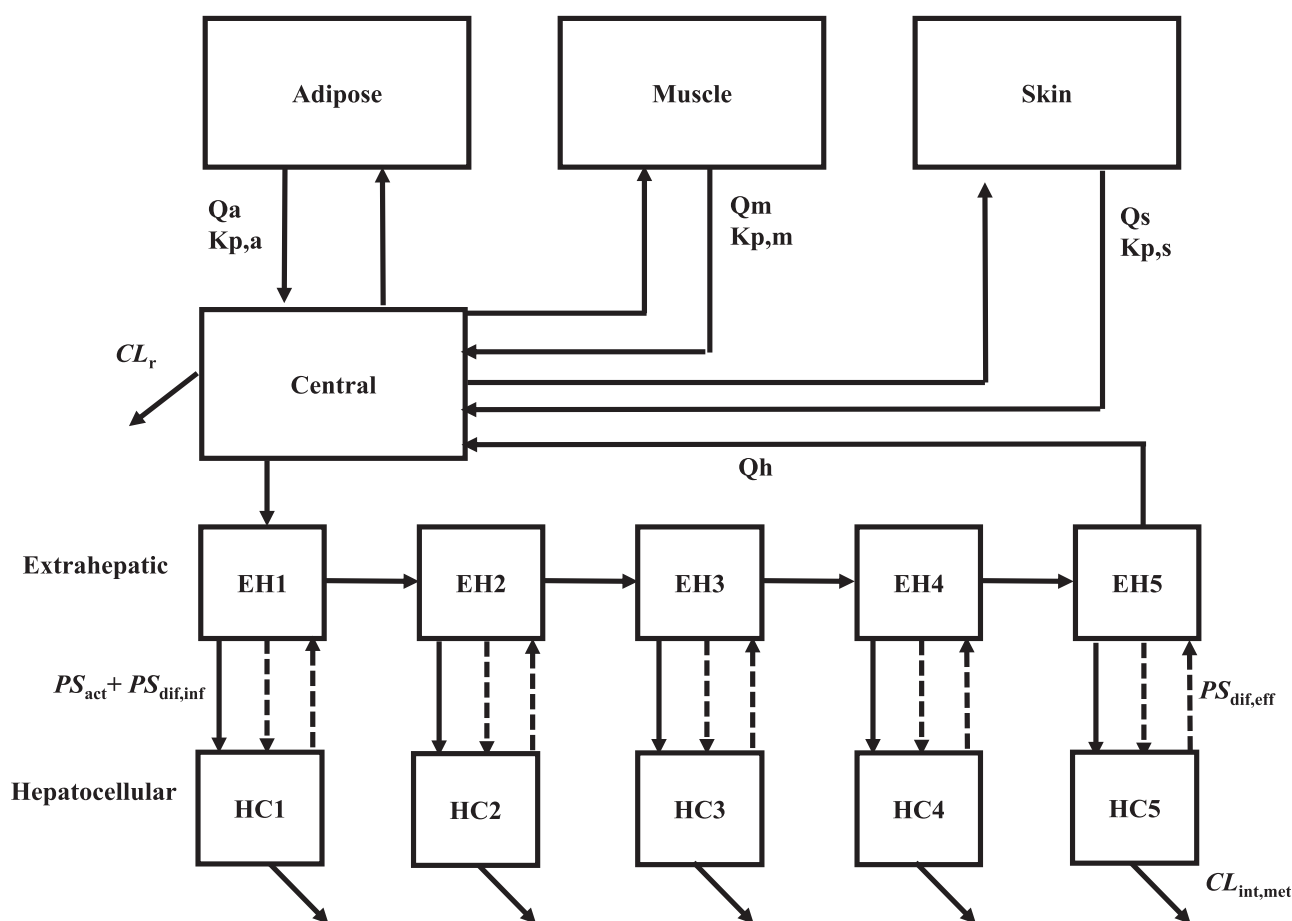 Adipose
Muscle
Skin
Qa
Kp,a
Qm
Kp,m
Qs
Kp,s
CLr
Central
Qh
Extrahepatic
EH1
EH2
EH3
EH4
EH5
PSact+ PSdif,inf
PSdif,eff
Hepatocellular
HC1
HC2
HC3
HC4
HC5
CLint,met